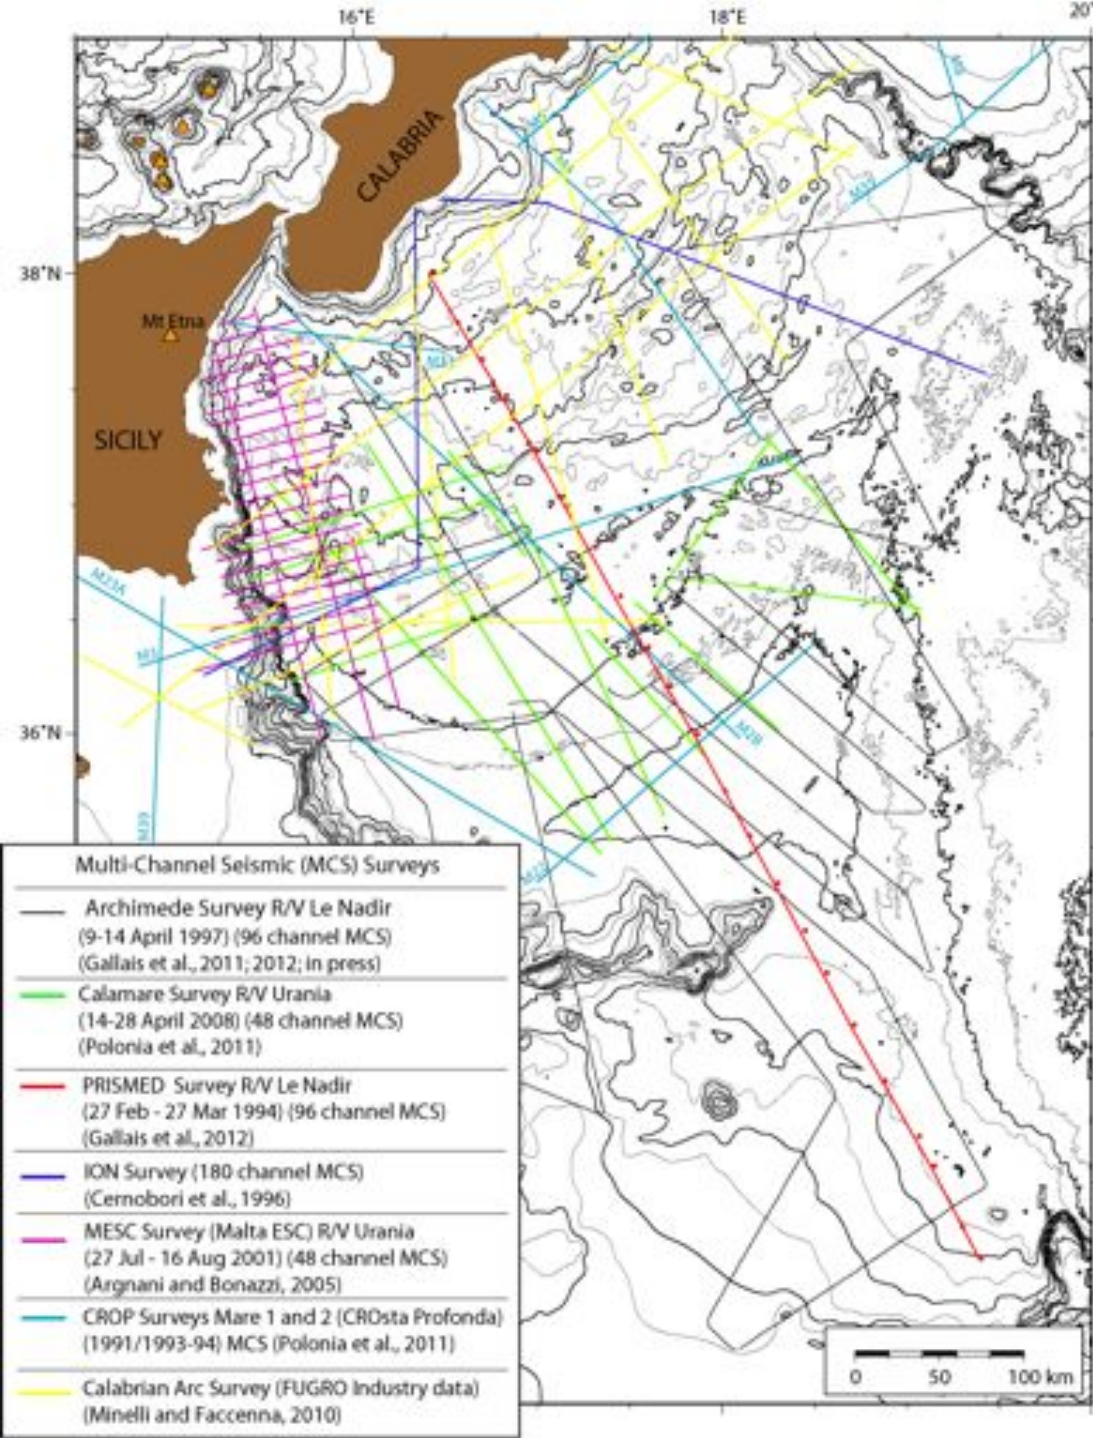 16°E
18°E
20°
CALABRIA
38°N
Mt Etna
M31
SICILY
M23A
M3
36°N
M2B
M39
Multi-Channel Seismic (MCS) Surveys
Archimede Survey R/V Le Nadir
(9-14 April 1997) (96 channel MCS)
(Gallais et al., 2011; 2012; in press)
Calamare Survey R/V Urania
(14-28 April 2008) (48 channel MCS)
(Polonia et al., 2011)
PRISMED Survey R/V Le Nadir
(27 Feb - 27 Mar 1994) (96 channel MCS)
(Gallais et al., 2012)
ION Survey (180 channel MCS)
(Cernobori et al., 1996)
MESC Survey (Malta ESC) R/V Urania
(27 Jul - 16 Aug 2001) (48 channel MCS)
(Argnani and Bonazzi, 2005)
CROP Surveys Mare 1 and 2 (CROsta Profonda)
(1991/1993-94) MCS (Polonia et al., 2011)
Calabrian Arc Survey (FUGRO Industry data)
(Minelli and Faccenna, 2010)
0 50 100 km